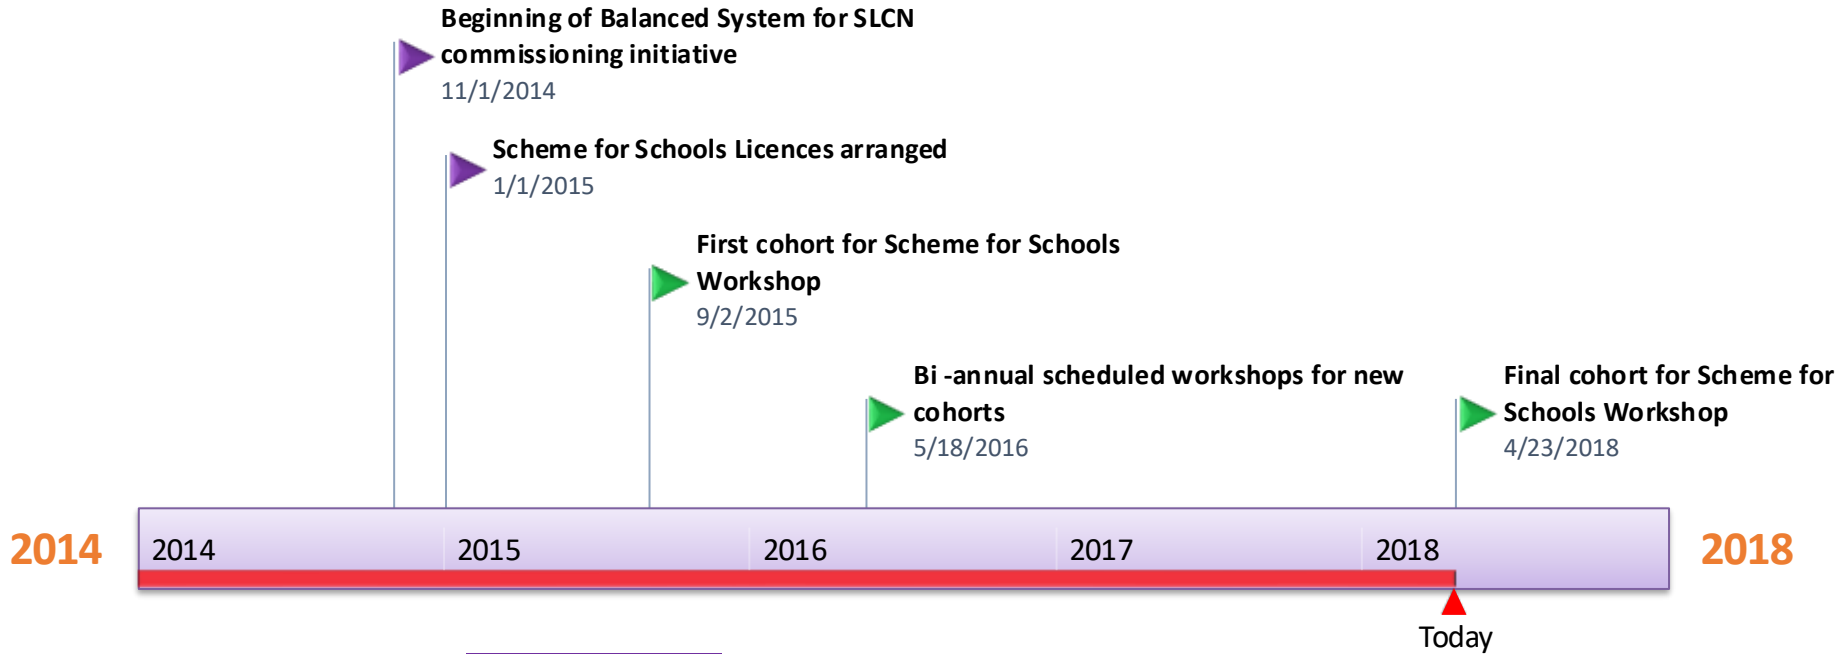 Beginning of Balanced System for SLCN
commissioning initiative
11/1/2014
Scheme for Schools Licences arranged
1/1/2015
First cohort for Scheme for Schools
Workshop
9/2/2015
Bi -annual scheduled workshops for new
cohorts
5/18/2016
Final cohort for Scheme for
Schools Workshop
4/23/2018
2014
2014
2015
2016
2017
2018
2018
Today